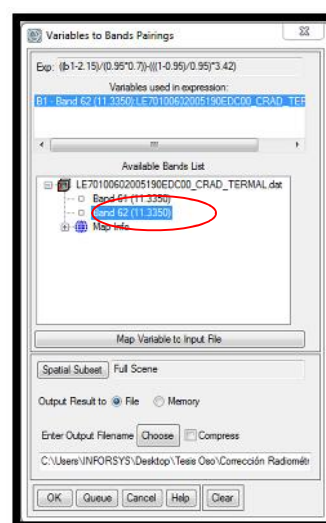 Variables to Bands Pairings
Exp: ((b1-2.15)/(0.95*0.7))-(((1-0.95)/0.95)*3.42)
Variables used in expression:
B1 - Band 62 (11.3350):LE70100602005190EDC00_CRAD_TER
Available Bands List
LE70100602005190EDC00_CRAD_TERMAL.dat
Band 61 (11.3350)
Band 62 (11.3350)
Map Info
Map Variable to Input File
Spatial Subset Full Scene
Output Result to File Memory
Enter Output Filename Choose Compress
C:\Users\INFORSYS\Desktop\Tesis Oso\Corrección Radiométri
OK Queue Cancel Help Clear